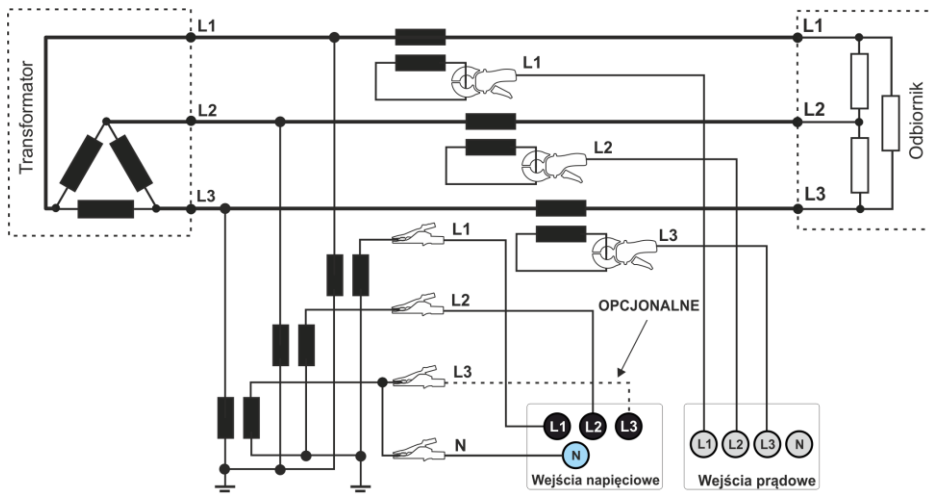 L1
L1
L1
Transformator
L2
L2
L2
Odbiornik
L3
L3
L3
L1
L2
OPCJONALNE
L3
N
L1
L2
L3
N
Wejścia napięciowe
L1
L2
L3
N
Wejścia prądowe